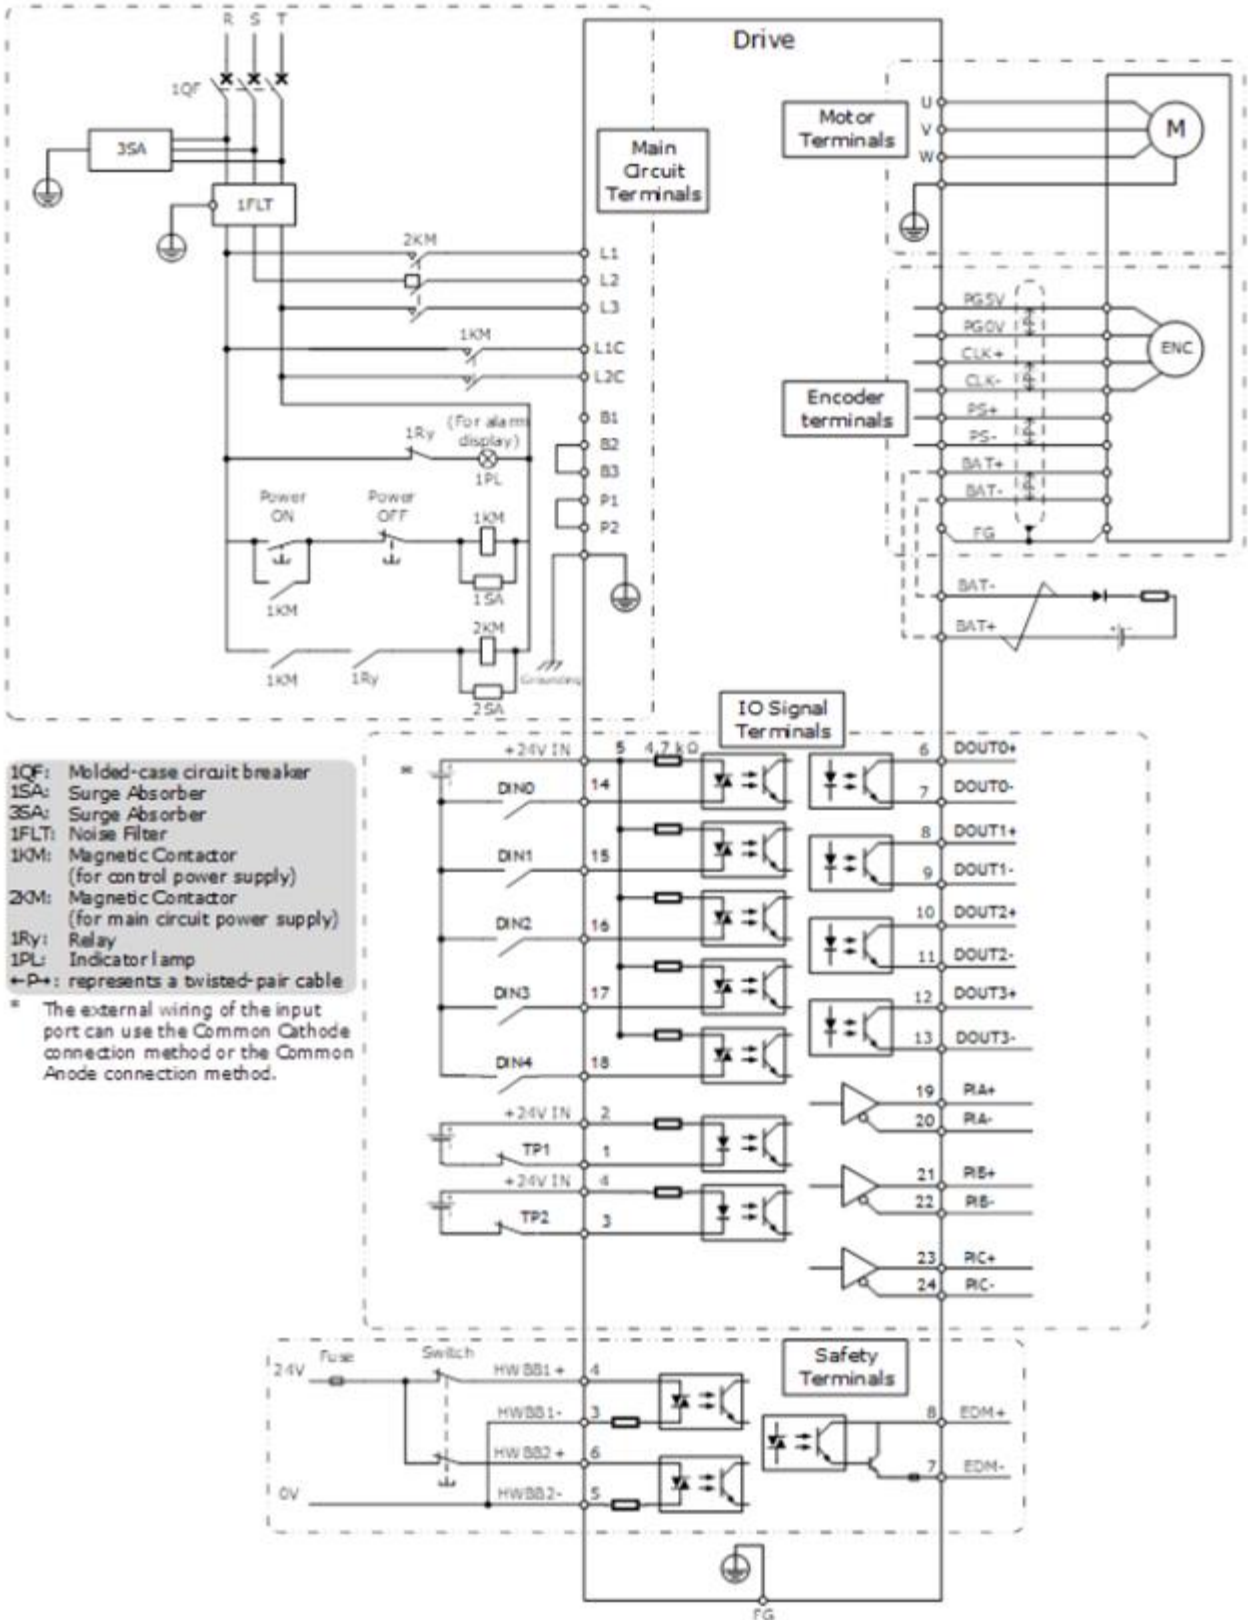 R S T
Drive
1QF
3SA
1FLT
Main
Circuit
Terminals
Motor
Terminals
U
V
W
M
2KM
L1
L2
L3
1KM
L1C
L2C
B1
B2
B3
P1
P2
1Ry
(For alarm
display)
1PL
Power
ON
Power
OFF
1KM
1SA
1KM
2KM
1KM
1Ry
2SA
Grounding
Encoder
terminals
PG5V
PG0V
CLK+
CLK-
PS+
PS-
BAT+
BAT-
FG
ENC
P
P
P
P
BAT-
BAT+
+ -
1QF: Molded-case circuit breaker
1SA: Surge Absorber
3SA: Surge Absorber
1FLT: Noise Filter
1KM: Magnetic Contactor
(for control power supply)
2KM: Magnetic Contactor
(for main circuit power supply)
1Ry: Relay
1PL: Indicator lamp
←P→: represents a twisted-pair cable
* The external wiring of the input
port can use the Common Cathode
connection method or the Common
Anode connection method.
IO Signal
Terminals
*
+24V IN 5 4.7 kΩ
DIN0 14
DIN1 15
DIN2 16
DIN3 17
DIN4 18
+24V IN 2
TP1 1
+24V IN 4
TP2 3
6 DOUT0+
7 DOUT0-
8 DOUT1+
9 DOUT1-
10 DOUT2+
11 DOUT2-
12 DOUT3+
13 DOUT3-
19 PIA+
20 PIA-
21 PIB+
22 PIB-
23 PIC+
24 PIC-
Safety
Terminals
24V
Fuse
Switch
HWBB1+ 4
HWBB1- 3
HWBB2+ 6
0V
HWBB2- 5
8 EDM+
7 EDM-
FG